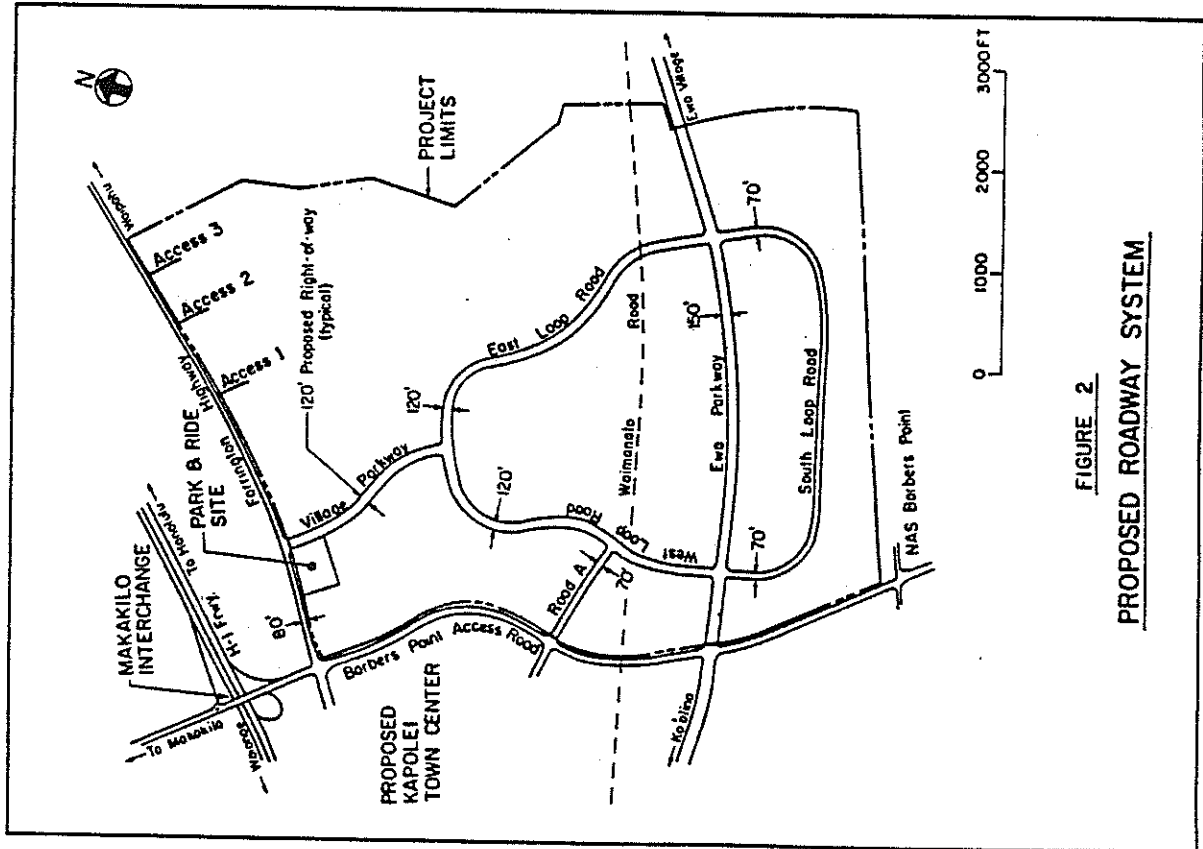 N
MAKAKILO
INTERCHANGE
To Makakilo
Waianae
H-1 Frwy.
To Honolulu
PARK & RIDE
SITE
Farrington Highway
Waipahu
Access 1
Access 2
Access 3
80'
Village Parkway
120' Proposed Right-of-way
(typical)
PROJECT
LIMITS
PROPOSED
KAPOLEI
TOWN CENTER
Barbers Point Access Road
120'
120'
East Loop Road
West Loop Road
Road A
70'
Waimanalo Road
Ko'olina
Ewa Parkway
150'
Ewa Village
70'
70'
South Loop Road
NAS Barbers Point
0 1000 2000 3000FT
FIGURE 2
PROPOSED ROADWAY SYSTEM